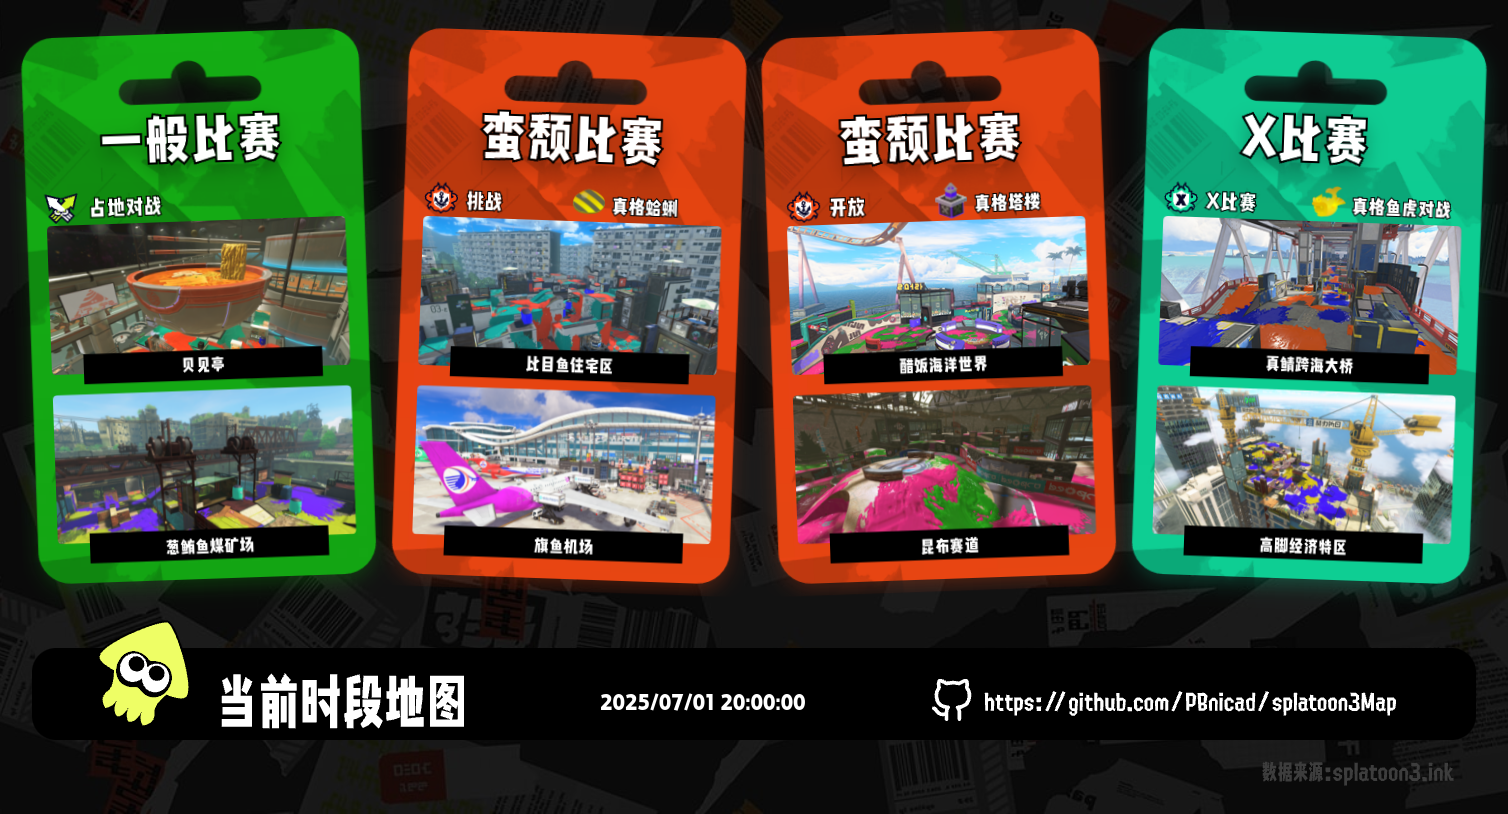 一般比赛
占地对战
贝贝亭
葱鲔鱼煤矿场
蛮颓比赛
挑战
真格蛤蜊
比目鱼住宅区
旗鱼机场
蛮颓比赛
开放
真格塔楼
醋饭海洋世界
昆布赛道
X比赛
X比赛
真格鱼虎对战
真鲭跨海大桥
高脚经济特区
当前时段地图
2025/07/01 20:00:00
https://github.com/PBnicad/splatoon3Map
数据来源:splatoon3.ink